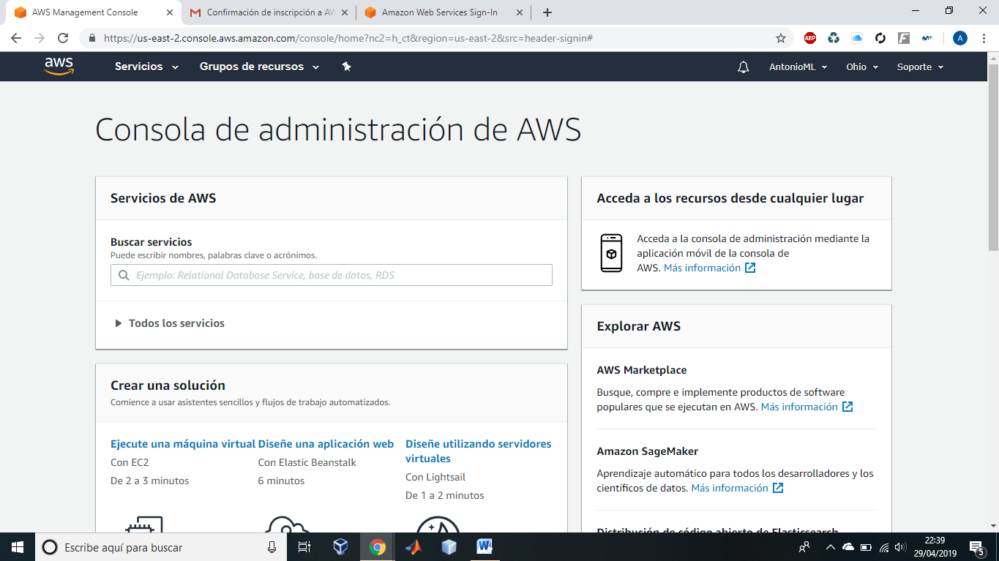 AWS Management Console
Confirmación de inscripción a AW
Amazon Web Services Sign-In
https://us-east-2.console.aws.amazon.com/console/home?nc2=h_ct&region=us-east-2&src=header-signin#
ABP
F
M+
A
aws
Servicios
Grupos de recursos
AntonioML
Ohio
Soporte
Consola de administración de AWS
Servicios de AWS
Buscar servicios
Puede escribir nombres, palabras clave o acrónimos.
Ejemplo: Relational Database Service, base de datos, RDS
Todos los servicios
Crear una solución
Comience a usar asistentes sencillos y flujos de trabajo automatizados.
Ejecute una máquina virtual
Con EC2
De 2 a 3 minutos
Diseñe una aplicación web
Con Elastic Beanstalk
6 minutos
Diseñe utilizando servidores
virtuales
Con Lightsail
De 1 a 2 minutos
Acceda a los recursos desde cualquier lugar
Acceda a la consola de administración mediante la
aplicación móvil de la consola de
AWS. Más información
Explorar AWS
AWS Marketplace
Busque, compre e implemente productos de software
populares que se ejecutan en AWS. Más información
Amazon SageMaker
Aprendizaje automático para todos los desarrolladores y los
científicos de datos. Más información
Distribución de código abierto de Elasticsearch
Escribe aquí para buscar
W
22:39
29/04/2019
5